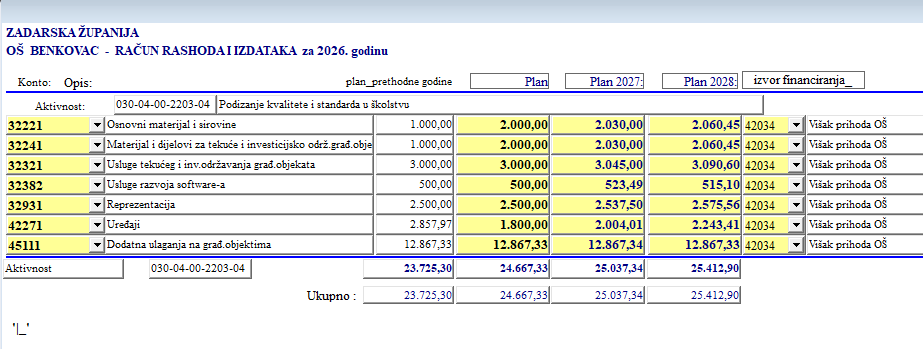 ZADARSKA ŽUPANIJA
OŠ BENKOVAC - RAČUN RASHODA I IZDATAKA za 2026. godinu
Konto: Opis: plan_prethodne godine Plan Plan 2027: Plan 2028: izvor financiranja_
Aktivnost: 030-04-00-2203-04 Podizanje kvalitete i standarda u školstvu
32221 Osnovni materijal i sirovine 1.000,00 2.000,00 2.030,00 2.060,45 42034 Višak prihoda OŠ
32241 Materijal i dijelovi za tekuće i investicijsko održ.građ.obje 1.000,00 2.000,00 2.030,00 2.060,45 42034 Višak prihoda OŠ
32321 Usluge tekućeg i inv.održavanja građ.objekata 3.000,00 3.000,00 3.045,00 3.090,60 42034 Višak prihoda OŠ
32382 Usluge razvoja software-a 500,00 500,00 523,49 515,10 42034 Višak prihoda OŠ
32931 Reprezentacija 2.500,00 2.500,00 2.537,50 2.575,56 42034 Višak prihoda OŠ
42271 Uređaji 2.857,97 1.800,00 2.004,01 2.243,41 42034 Višak prihoda OŠ
45111 Dodatna ulaganja na građ.objektima 12.867,33 12.867,33 12.867,34 12.867,33 42034 Višak prihoda OŠ
Aktivnost 030-04-00-2203-04 23.725,30 24.667,33 25.037,34 25.412,90
Ukupno : 23.725,30 24.667,33 25.037,34 25.412,90
'|_'